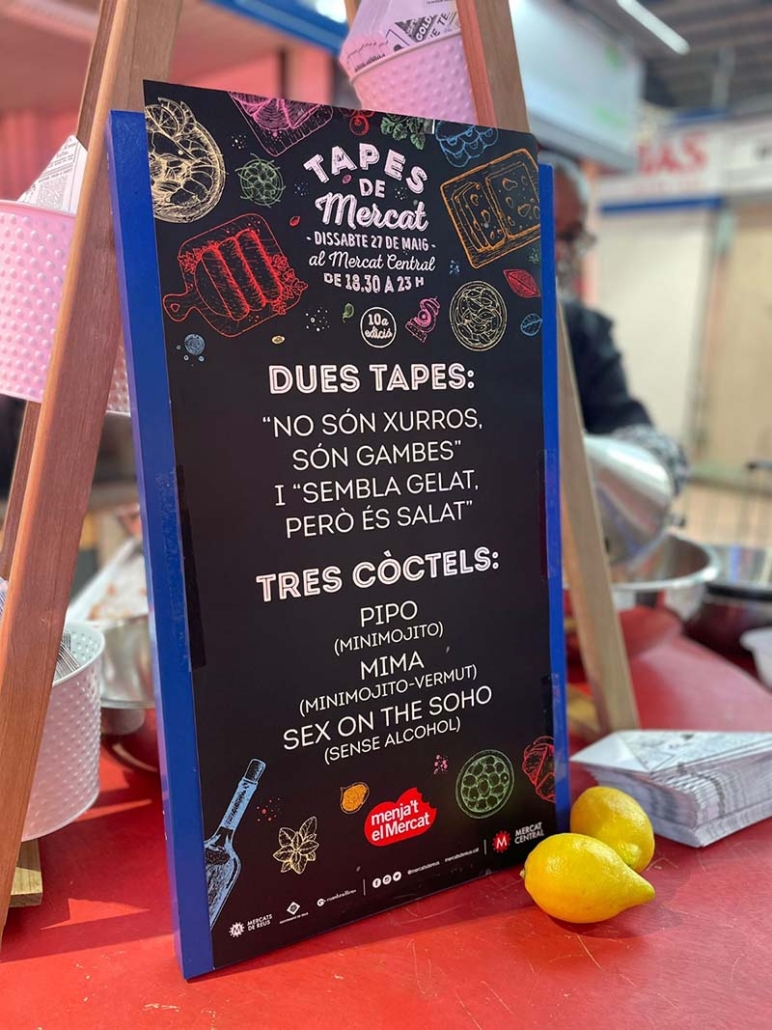 TAPES
DE
Mercat
- DISSABTE 27 DE MAIG -
al Mercat Central
DE 18.30 A 23 H
10a
edició
DUES TAPES:
“NO SÓN XURROS,
SÓN GAMBES”
I “SEMBLA GELAT,
PERÒ ÉS SALAT”
TRES CÒCTELS:
PIPO
(MINIMOJITO)
MIMA
(MINIMOJITO-VERMUT)
SEX ON THE SOHO
(SENSE ALCOHOL)
menja't
el Mercat
MERCAT
CENTRAL
MERCATS
DE REUS